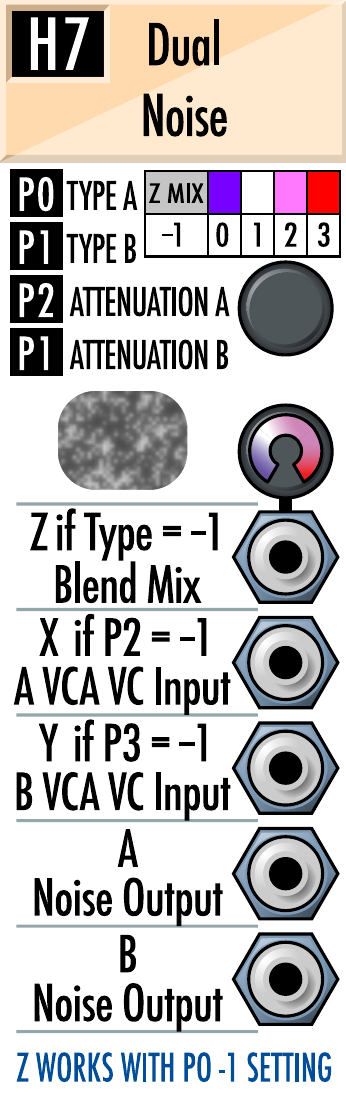 H7 Dual
Noise
P0 TYPE A Z MIX
P1 TYPE B -1 0 1 2 3
P2 ATTENUATION A
P1 ATTENUATION B
Z if Type = -1
Blend Mix
X if P2 = -1
A VCA VC Input
Y if P3 = -1
B VCA VC Input
A
Noise Output
B
Noise Output
Z WORKS WITH P0 -1 SETTING